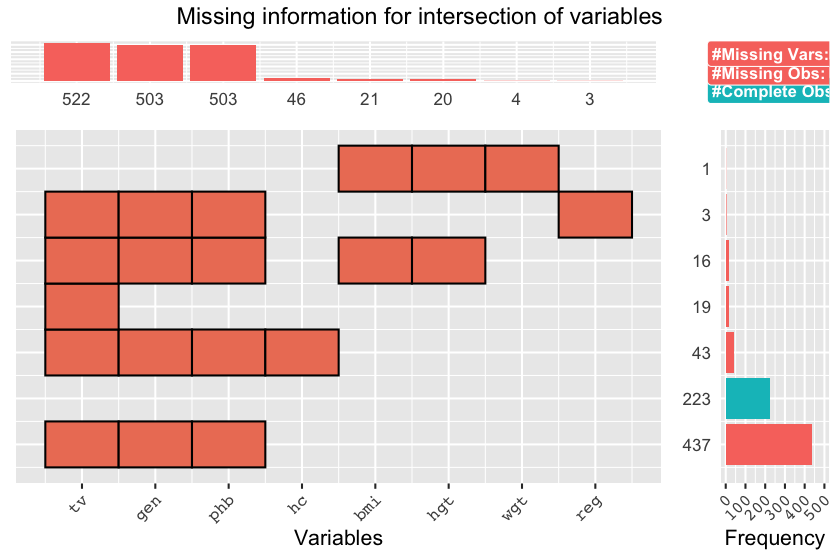 Missing information for intersection of variables
#Missing Vars:
#Missing Obs:
#Complete Obs
522 503 503 46 21 20 4 3
1
3
16
19
43
223
437
tv gen phb hc bmi hgt wgt reg
0 100 200 300 400 500
Variables
Frequency